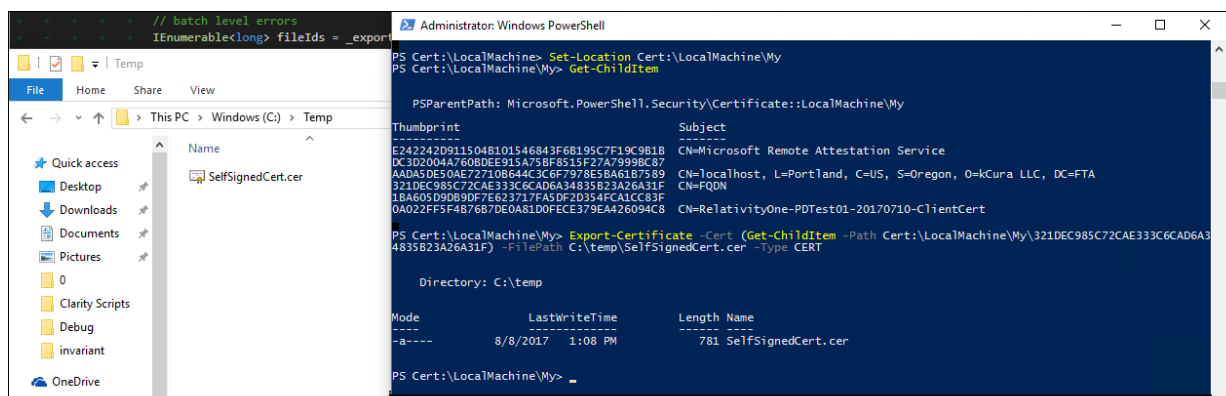 // batch level errors
IEnumerable<long> fileIds = _export
Temp
File Home Share View
This PC > Windows (C:) > Temp
Name
Quick access
SelfSignedCert.cer
Desktop
Downloads
Documents
Pictures
0
Clarity Scripts
Debug
invariant
OneDrive
Administrator: Windows PowerShell
PS Cert:\LocalMachine> Set-Location Cert:\LocalMachine\My
PS Cert:\LocalMachine\My> Get-ChildItem
PSParentPath: Microsoft.PowerShell.Security\Certificate::LocalMachine\My
Thumbprint Subject
---------- -------
E242242D911504B101546843F6B195C7F19C9B1B CN=Microsoft Remote Attestation Service
DC3D2004A760BDEE915A75BF8515F27A7999BC87
AADA5DE50AE72710B644C3C6F7978E5BA61B7589 CN=localhost, L=Portland, C=US, S=Oregon, O=kCura LLC, DC=FTA
321DEC985C72CAE333C6CAD6A34835B23A26A31F CN=FQDN
1BA605D9DB9DF7E623717FA5DF2D354FCA1CC83F
0A022FF5F4B76B7DE0A81D0FECE379EA426094C8 CN=RelativityOne-PDTest01-20170710-ClientCert
PS Cert:\LocalMachine\My> Export-Certificate -Cert (Get-ChildItem -Path Cert:\LocalMachine\My\321DEC985C72CAE333C6CAD6A3
4835B23A26A31F) -FilePath C:\temp\SelfSignedCert.cer -Type CERT
Directory: C:\temp
Mode LastWriteTime Length Name
---- ------------- ------ ----
-a---- 8/8/2017 1:08 PM 781 SelfSignedCert.cer
PS Cert:\LocalMachine\My> _